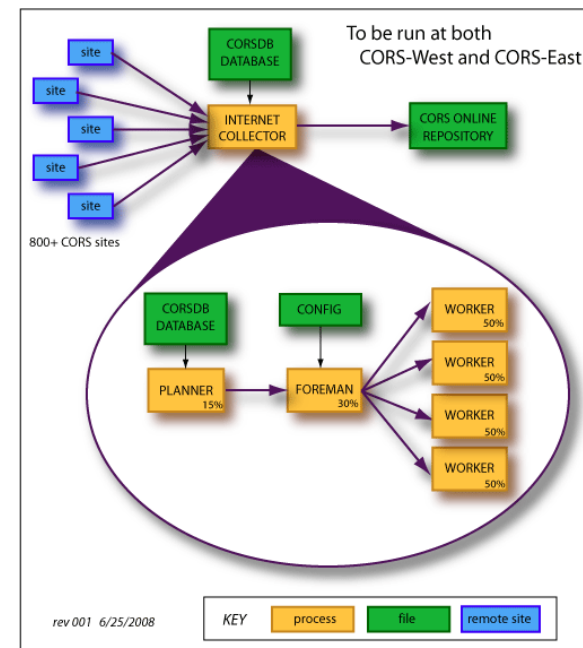 To be run at both
CORS-West and CORS-East
site
site
site
site
site
800+ CORS sites
CORSDB
DATABASE
INTERNET
COLLECTOR
CORS ONLINE
REPOSITORY
CORSDB
DATABASE
CONFIG
PLANNER
15%
FOREMAN
30%
WORKER
50%
WORKER
50%
WORKER
50%
WORKER
50%
rev 001 6/25/2008
KEY
process
file
remote site